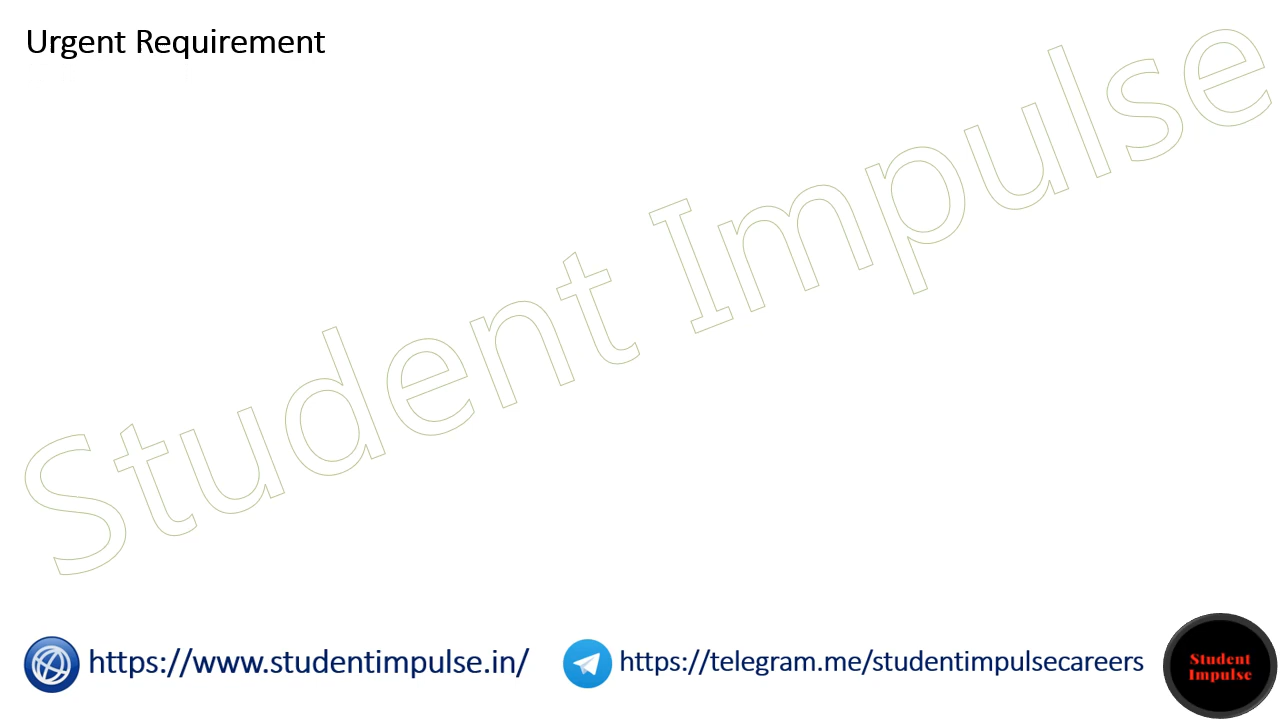 Urgent Requirement
Student Impulse
https://www.studentimpulse.in/
https://telegram.me/studentimpulsecareers
Student
Impulse